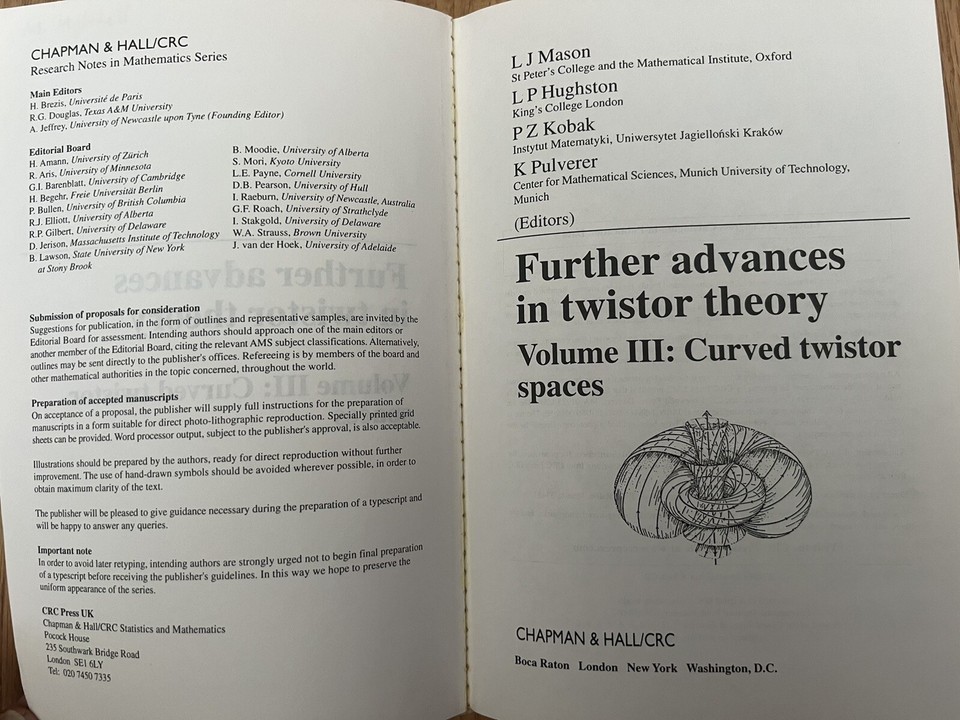 CHAPMAN & HALL/CRC
Research Notes in Mathematics Series
Main Editors
H. Brezis, Université de Paris
R.G. Douglas, Texas A&M University
A. Jeffrey, University of Newcastle upon Tyne (Founding Editor)
Editorial Board
H. Amann, University of Zürich
R. Aris, University of Minnesota
G.I. Barenblatt, University of Cambridge
H. Begehr, Freie Universität Berlin
P. Bullen, University of British Columbia
R.J. Elliott, University of Alberta
R.P. Gilbert, University of Delaware
D. Jerison, Massachusetts Institute of Technology
B. Lawson, State University of New York
at Stony Brook
B. Moodie, University of Alberta
S. Mori, Kyoto University
L.E. Payne, Cornell University
D.B. Pearson, University of Hull
I. Raeburn, University of Newcastle, Australia
G.F. Roach, University of Strathclyde
I. Stakgold, University of Delaware
W.A. Strauss, Brown University
J. van der Hoek, University of Adelaide
Submission of proposals for consideration
Suggestions for publication, in the form of outlines and representative samples, are invited by the
Editorial Board for assessment. Intending authors should approach one of the main editors or
another member of the Editorial Board, citing the relevant AMS subject classifications. Alternatively,
outlines may be sent directly to the publisher's offices. Refereeing is by members of the board and
other mathematical authorities in the topic concerned, throughout the world.
Preparation of accepted manuscripts
On acceptance of a proposal, the publisher will supply full instructions for the preparation of
manuscripts in a form suitable for direct photo-lithographic reproduction. Specially printed grid
sheets can be provided. Word processor output, subject to the publisher's approval, is also acceptable.
Illustrations should be prepared by the authors, ready for direct reproduction without further
improvement. The use of hand-drawn symbols should be avoided wherever possible, in order to
obtain maximum clarity of the text.
The publisher will be pleased to give guidance necessary during the preparation of a typescript and
will be happy to answer any queries.
Important note
In order to avoid later retyping, intending authors are strongly urged not to begin final preparation
of a typescript before receiving the publisher's guidelines. In this way we hope to preserve the
uniform appearance of the series.
CRC Press UK
Chapman & Hall/CRC Statistics and Mathematics
Pocock House
235 Southwark Bridge Road
London SE1 6LY
Tel: 020 7450 7335
L J Mason
St Peter's College and the Mathematical Institute, Oxford
L P Hughston
King's College London
P Z Kobak
Instytut Matematyki, Uniwersytet Jagielloński Kraków
K Pulverer
Center for Mathematical Sciences, Munich University of Technology,
Munich
(Editors)
Further advances
in twistor theory
Volume III: Curved twistor
spaces
CHAPMAN & HALL/CRC
Boca Raton London New York Washington, D.C.